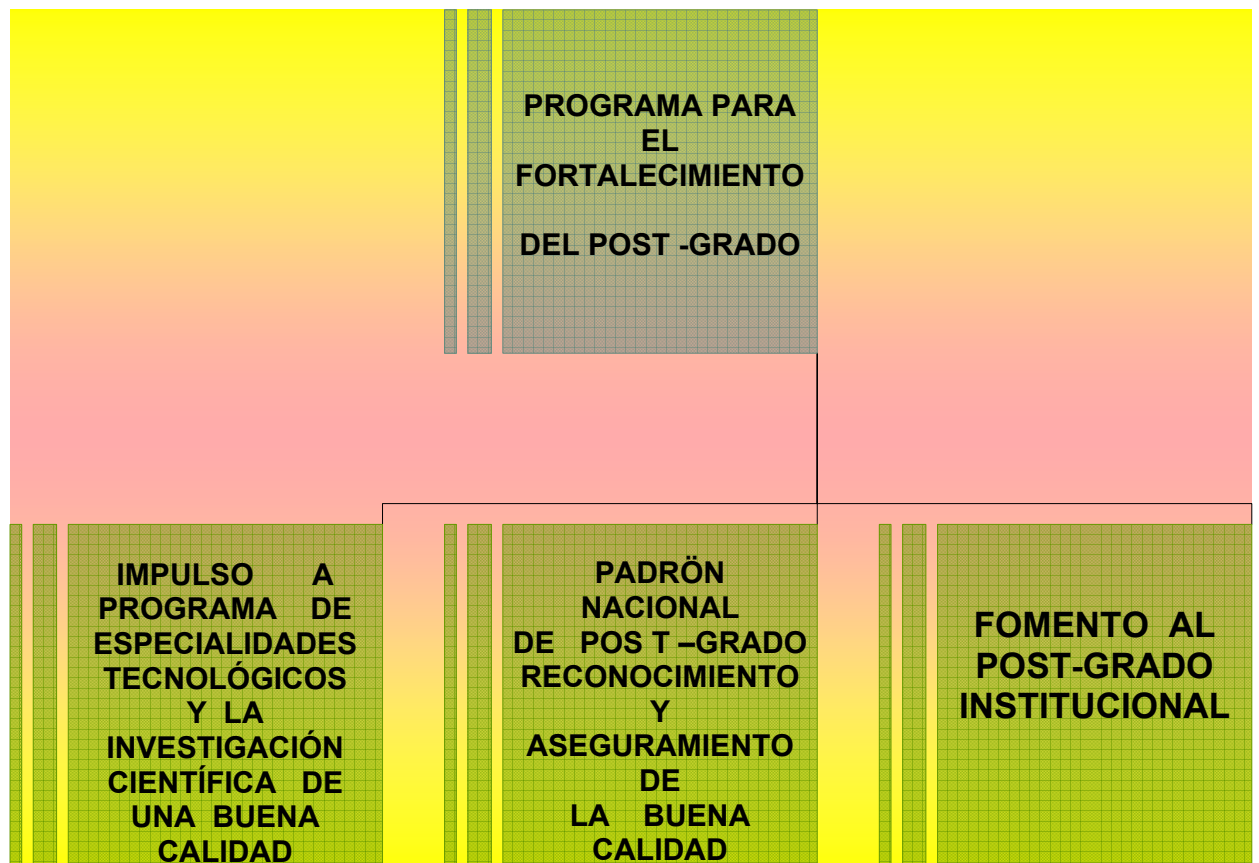 PROGRAMA PARA
EL
FORTALECIMIENTO
DEL POST -GRADO
IMPULSO A
PROGRAMA DE
ESPECIALIDADES
TECNOLÓGICOS
Y LA
INVESTIGACIÓN
CIENTÍFICA DE
UNA BUENA
CALIDAD
PADRÖN
NACIONAL
DE POS T –GRADO
RECONOCIMIENTO
Y
ASEGURAMIENTO
DE
LA BUENA
CALIDAD
FOMENTO AL
POST-GRADO
INSTITUCIONAL